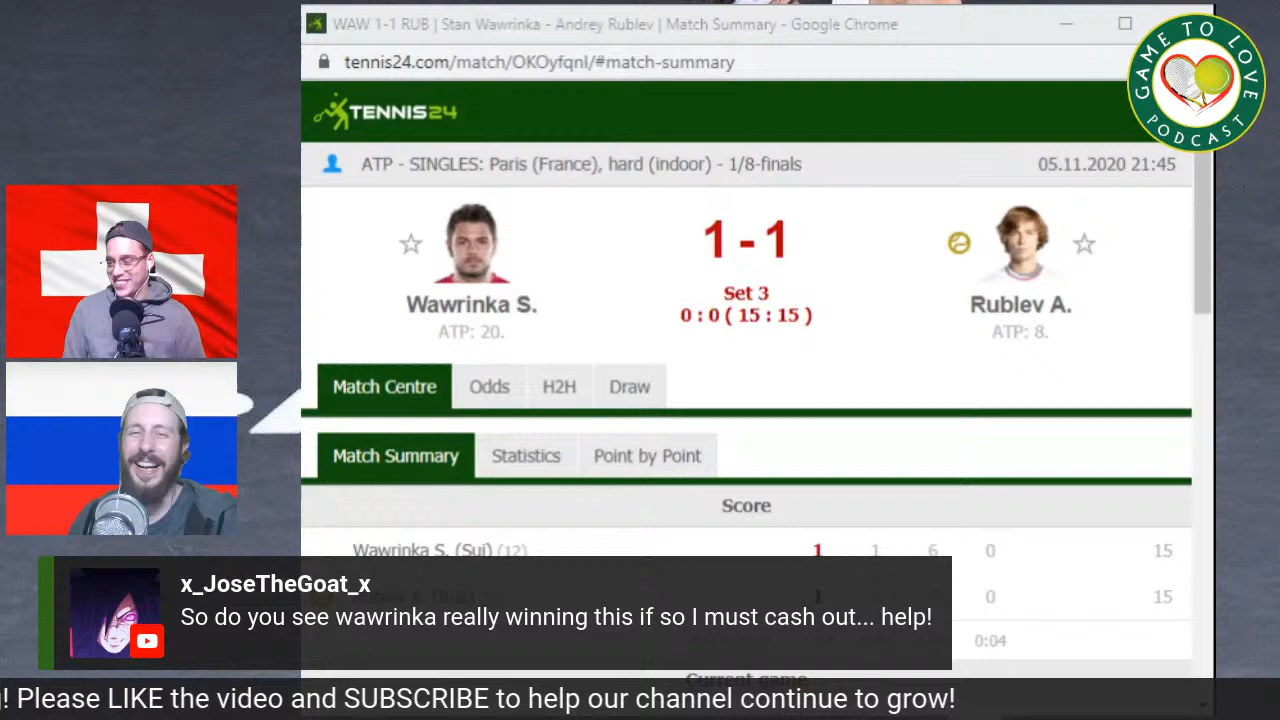 WAW 1-1 RUB | Stan Wawrinka - Andrey Rublev | Match Summary - Google Chrome
tennis24.com/match/OKOyfqnI/#match-summary
GAME TO LOVE
PODCAST
TENNIS24
ATP - SINGLES: Paris (France), hard (indoor) - 1/8-finals
05.11.2020 21:45
1 - 1
Wawrinka S.
Set 3
Rublev A.
ATP: 20.
0 : 0 ( 15 : 15 )
ATP: 8.
Match Centre
Odds
H2H
Draw
Match Summary
Statistics
Point by Point
Score
Wawrinka S. (Sui) (12) 1 1 6 0 15
1 0 15
0:04
Current game
x_JoseTheGoat_x
So do you see wawrinka really winning this if so I must cash out... help!
! Please LIKE the video and SUBSCRIBE to help our channel continue to grow!